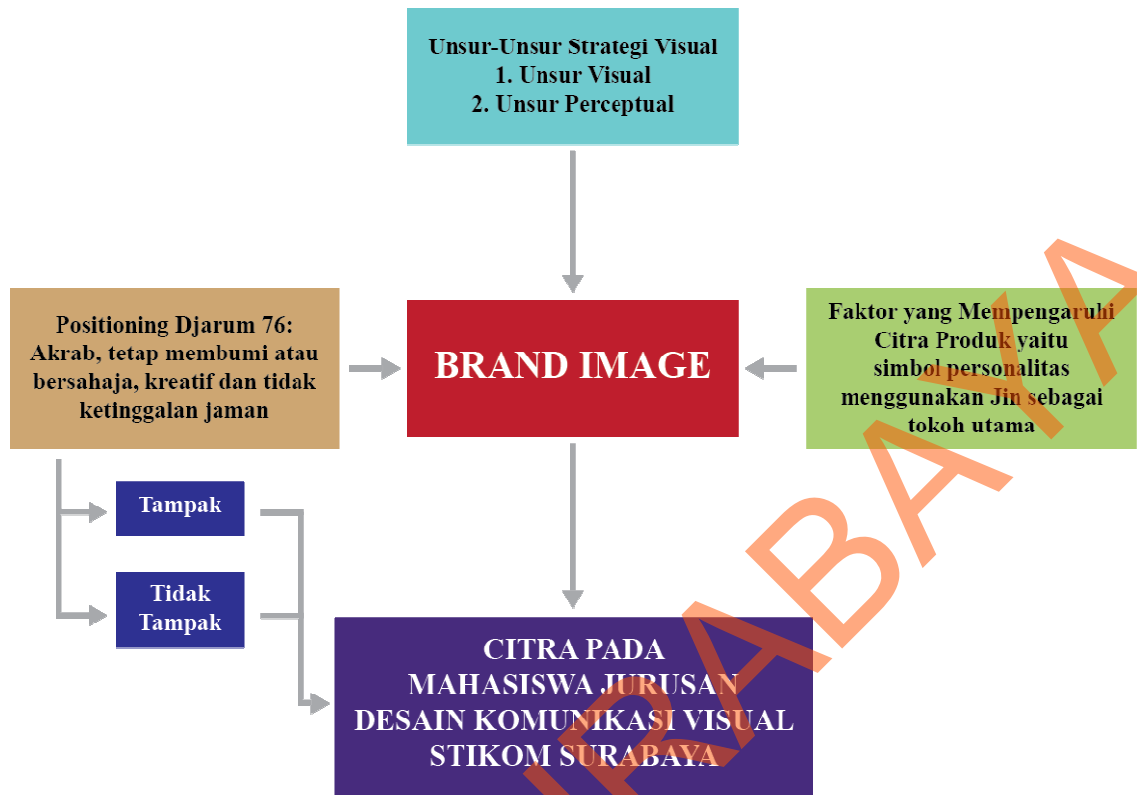 Unsur-Unsur Strategi Visual
1. Unsur Visual
2. Unsur Perceptual
Positioning Djarum 76:
Akrab, tetap membumi atau
bersahaja, kreatif dan tidak
ketinggalan jaman
BRAND IMAGE
Faktor yang Mempengaruhi
Citra Produk yaitu
simbol personalitas
menggunakan Jin sebagai
tokoh utama
Tampak
Tidak
Tampak
CITRA PADA
MAHASISWA JURUSAN
DESAIN KOMUNIKASI VISUAL
STIKOM SURABAYA
URABAYA